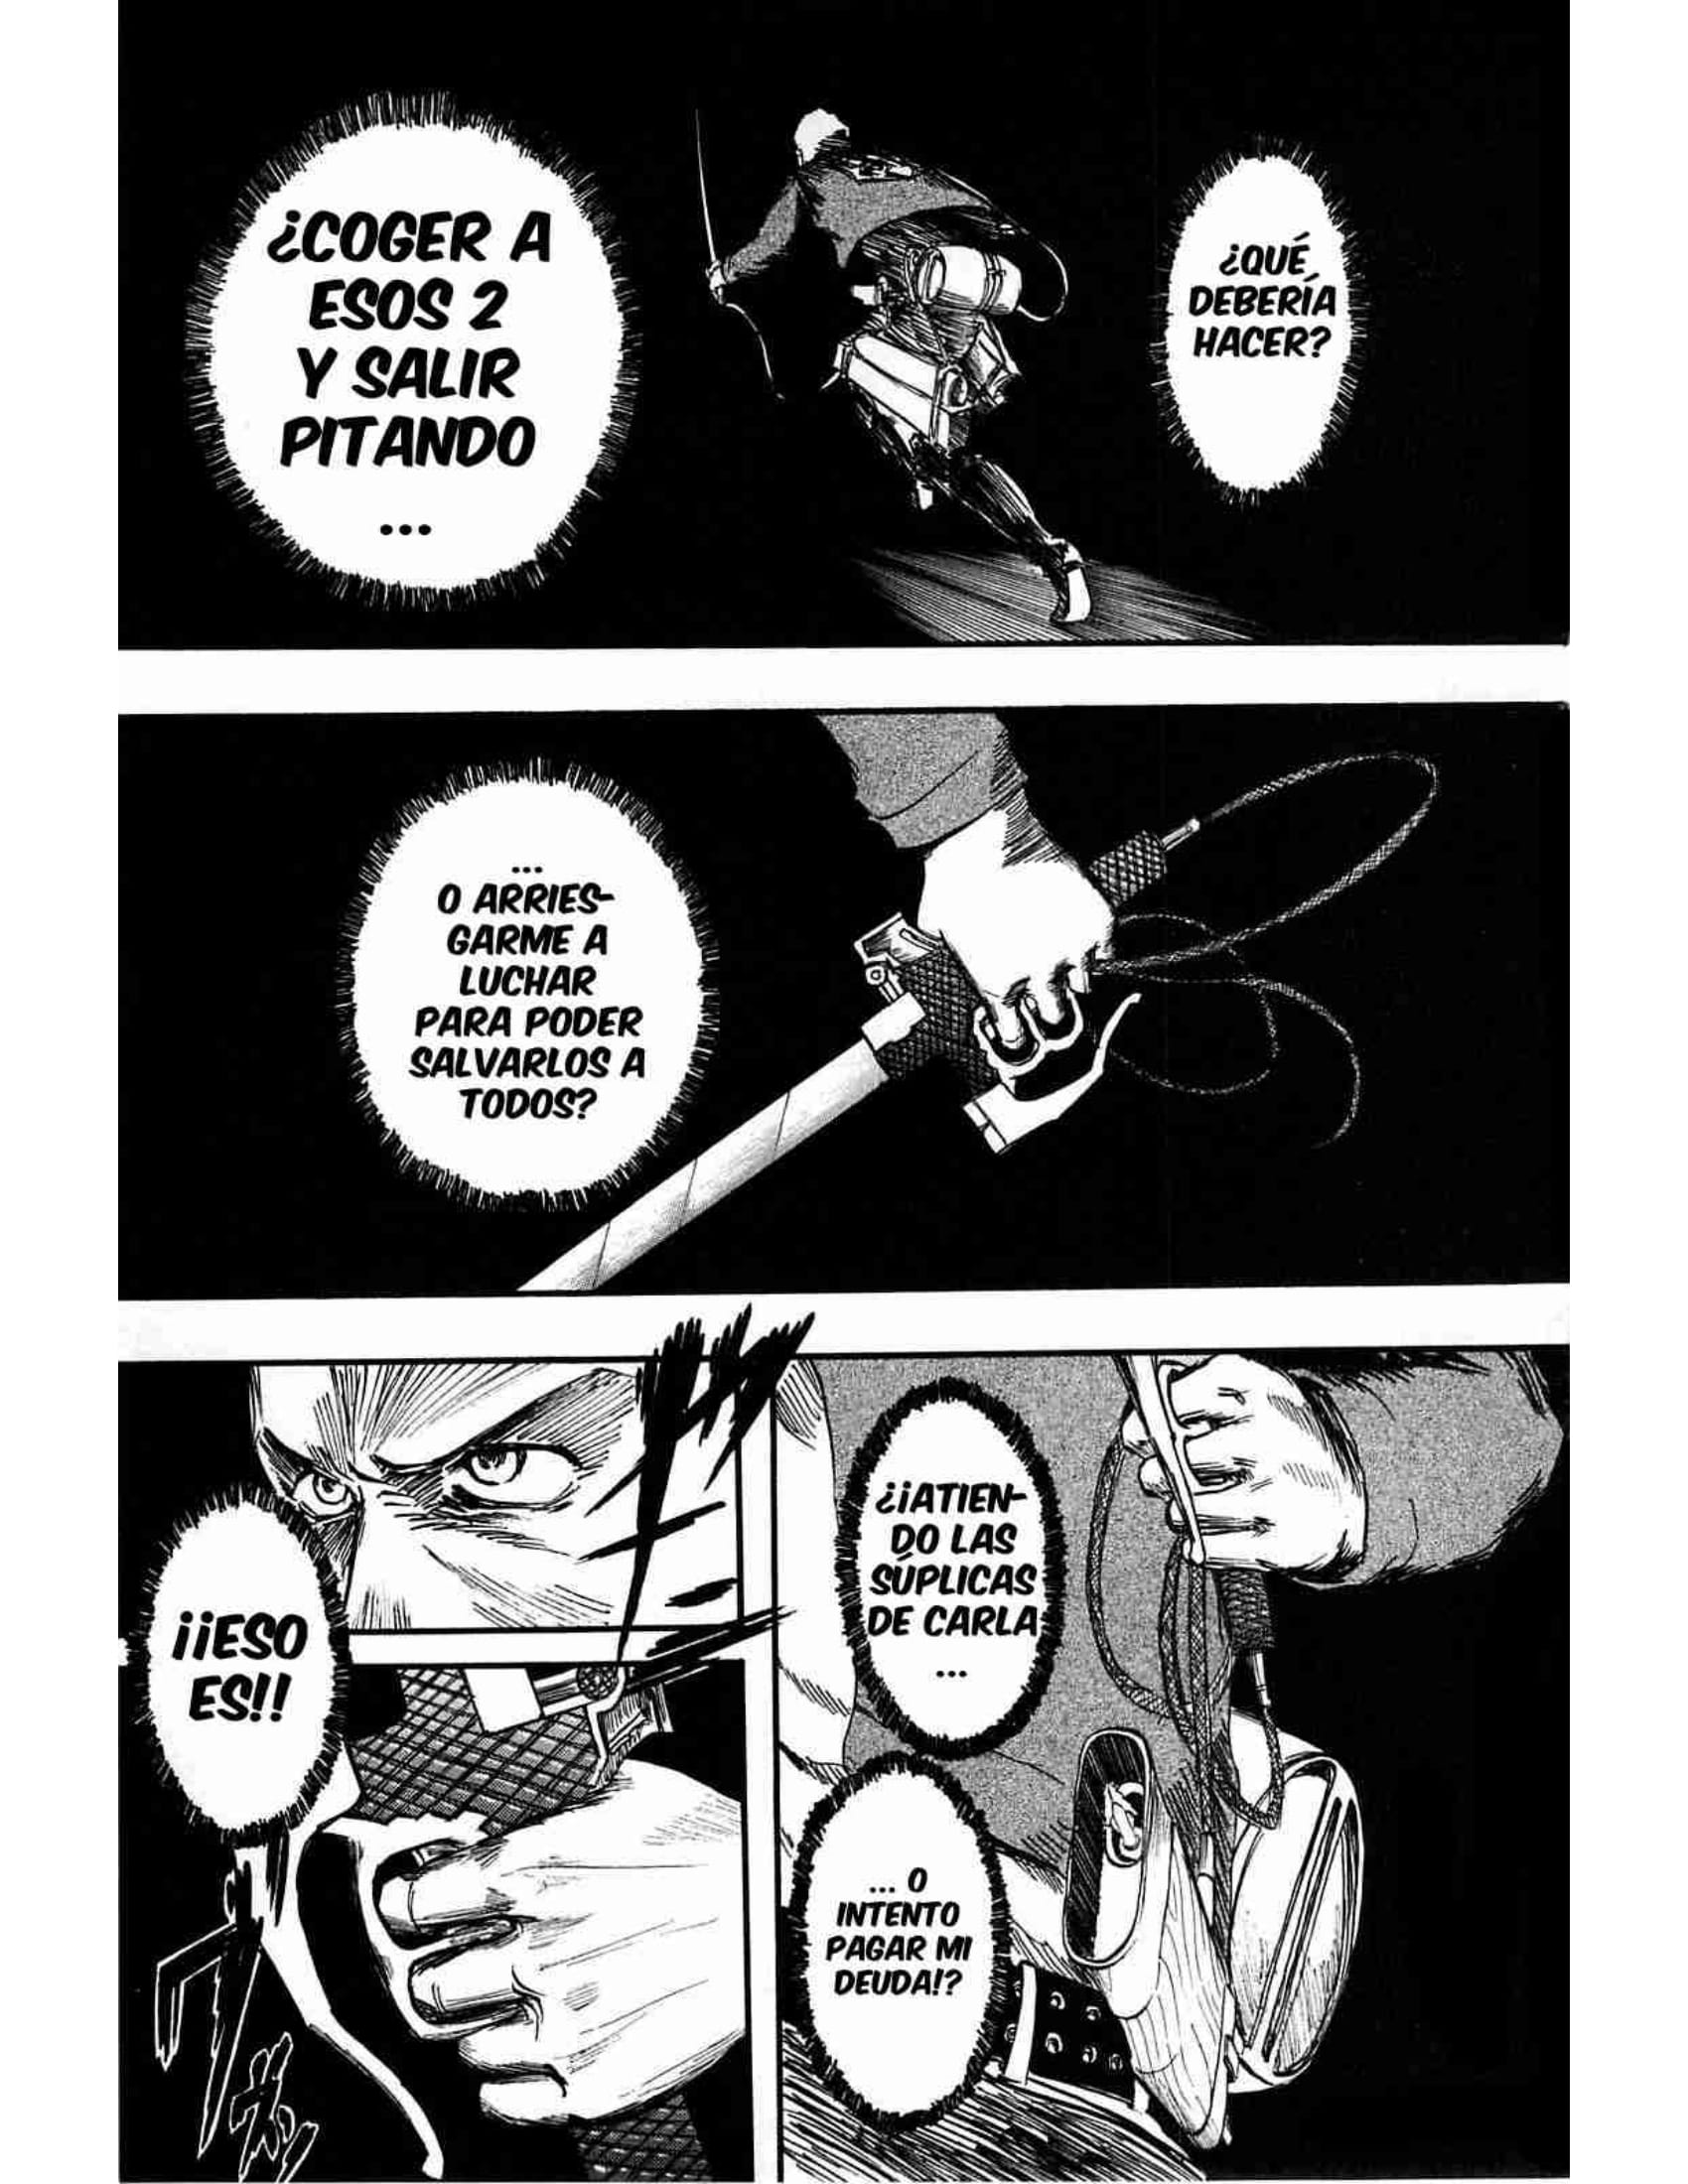 ¿QUÉ
DEBERÍA
HACER?
¿COGER A
ESOS 2
Y SALIR
PITANDO
...
...
O ARRIES-
GARME A
LUCHAR
PARA PODER
SALVARLOS A
TODOS?
¿¡ATIEN-
DO LAS
SÚPLICAS
DE CARLA
...
... O
INTENTO
PAGAR MI
DEUDA!?
¡¡ESO
ES!!